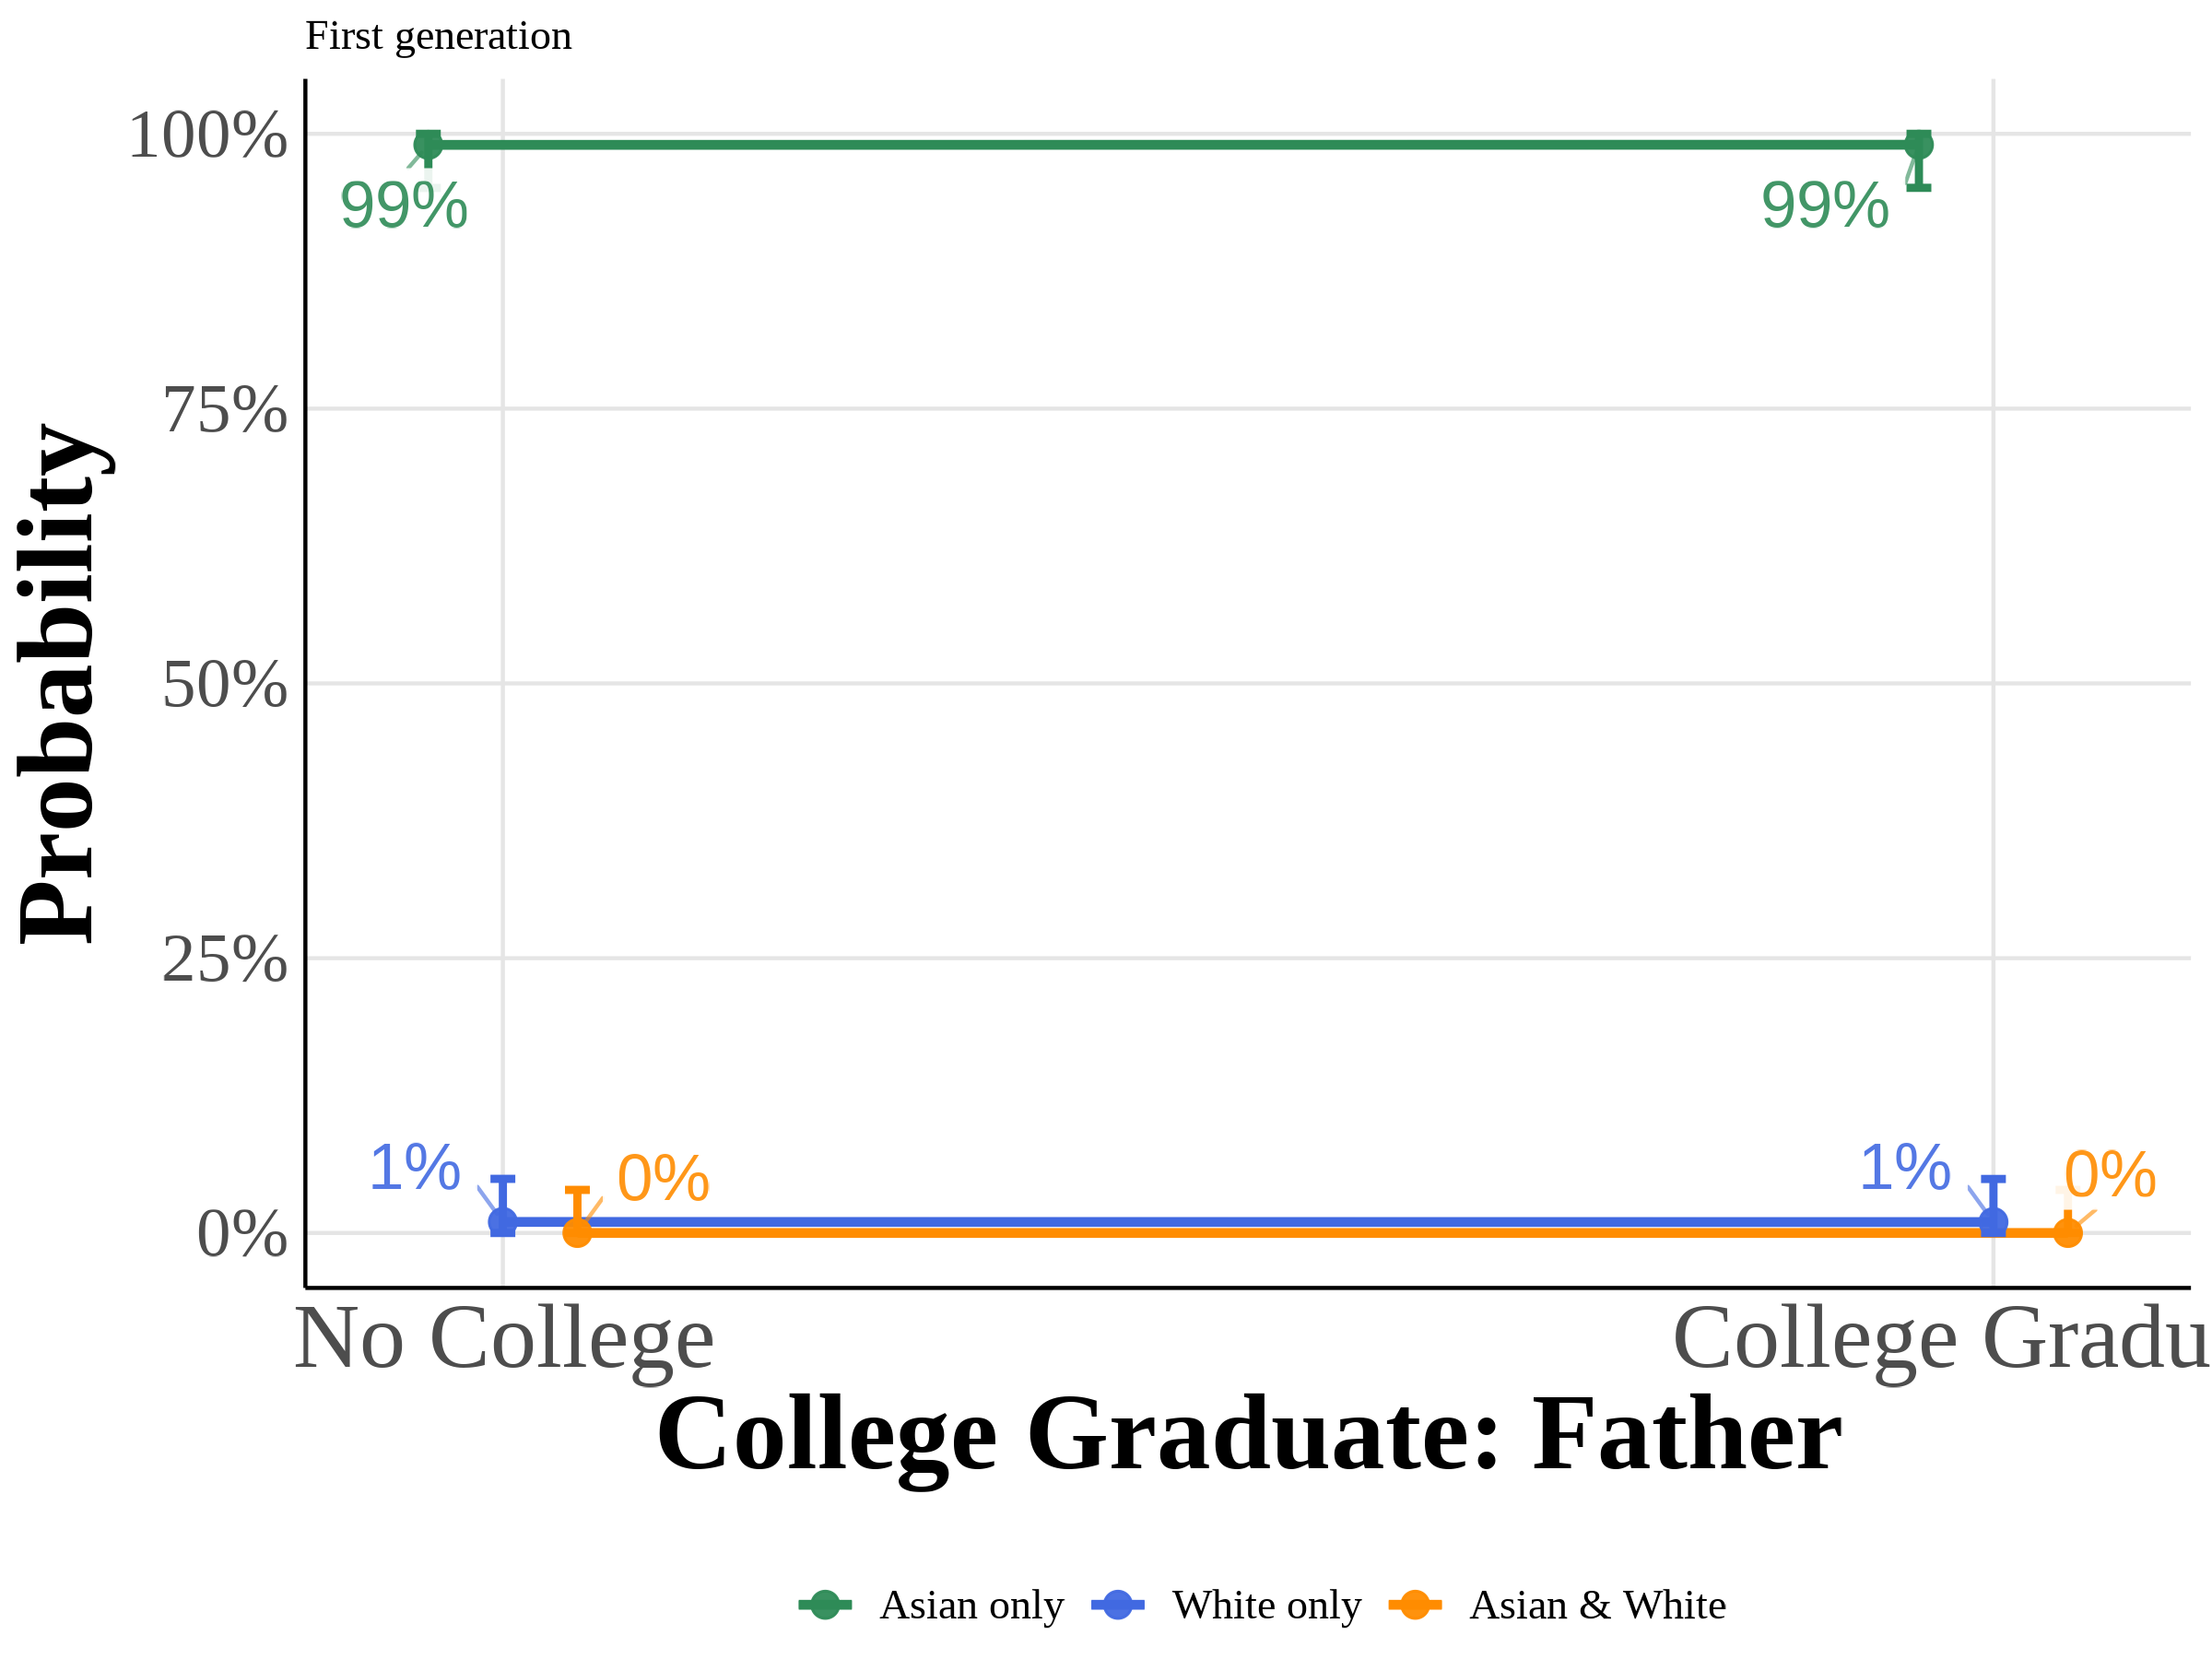 First generation
100%
75%
50%
25%
0%
Probability
99%
99%
1%
0%
1%
0%
No College
College Gradu
College Graduate: Father
Asian only
White only
Asian & White